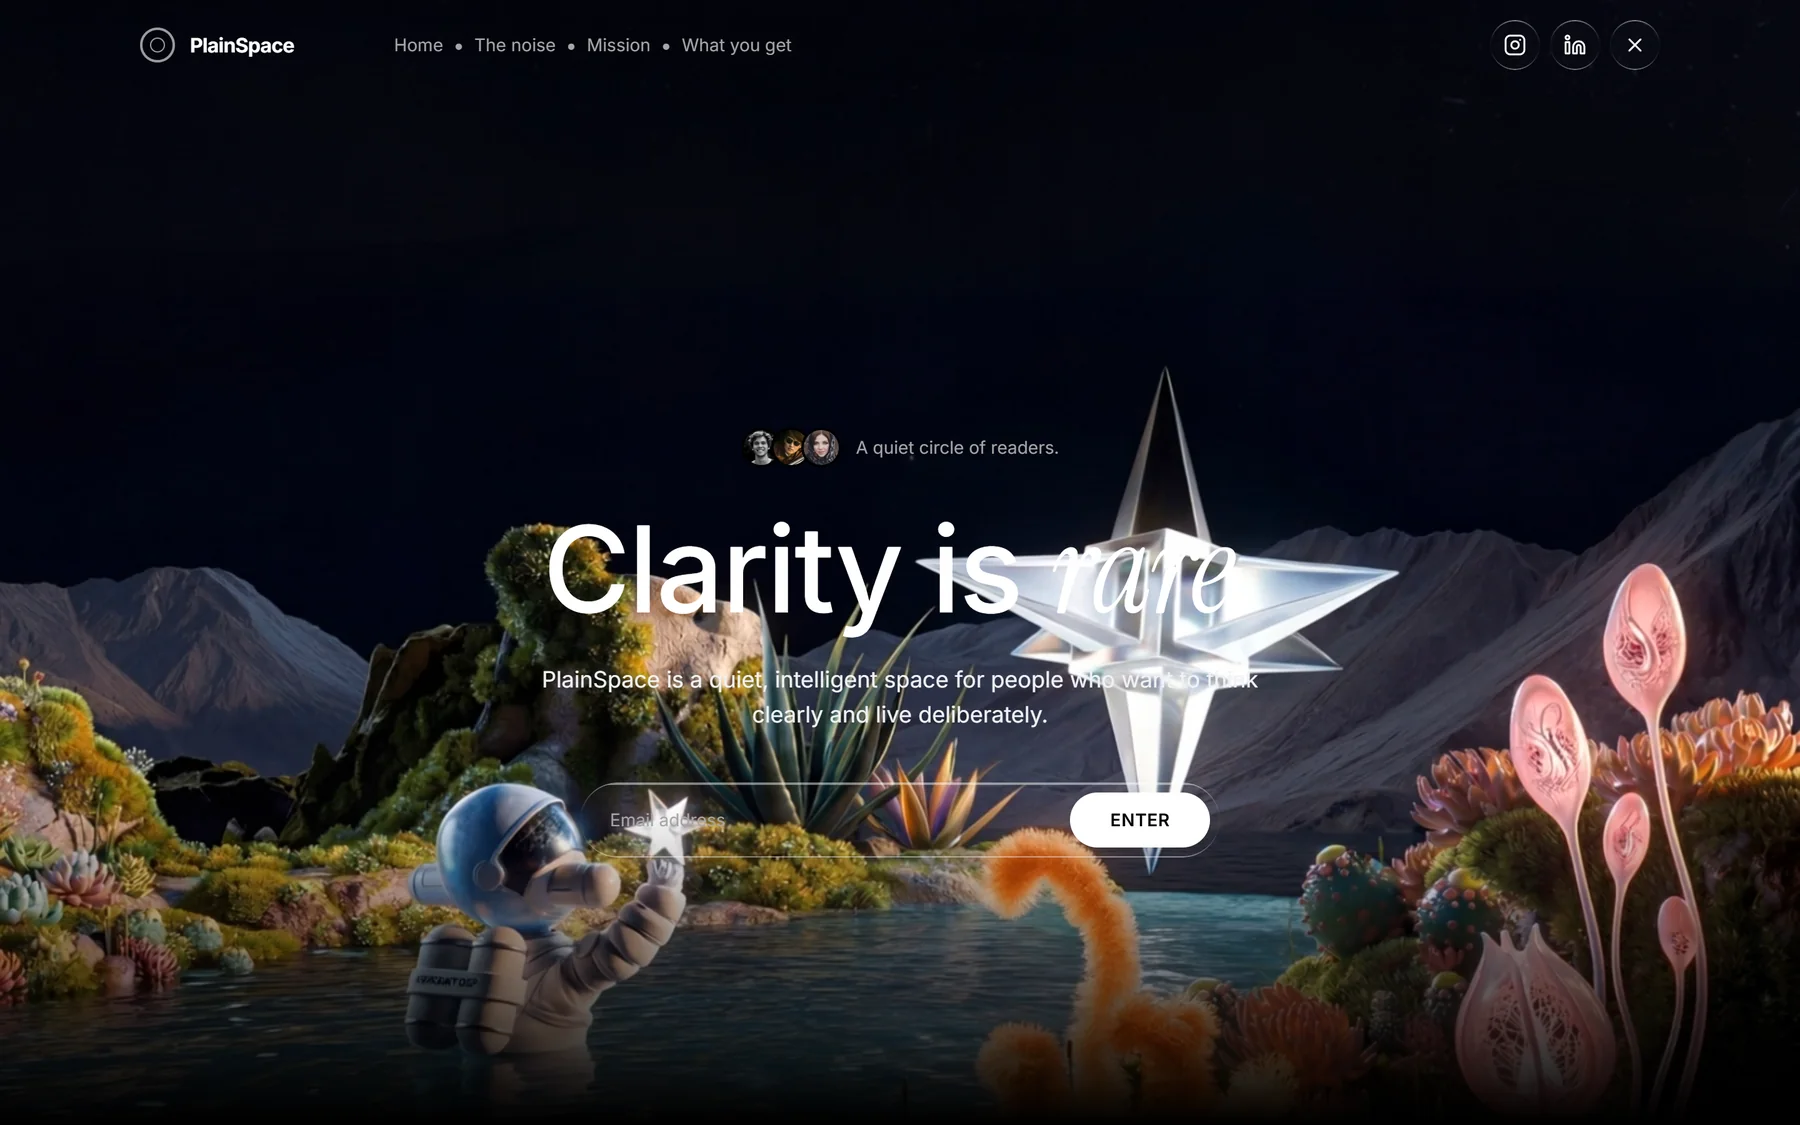 PlainSpace
Home • The noise • Mission • What you get
A quiet circle of readers.
Clarity is rare
PlainSpace is a quiet, intelligent space for people who want to think
clearly and live deliberately.
Email address
ENTER